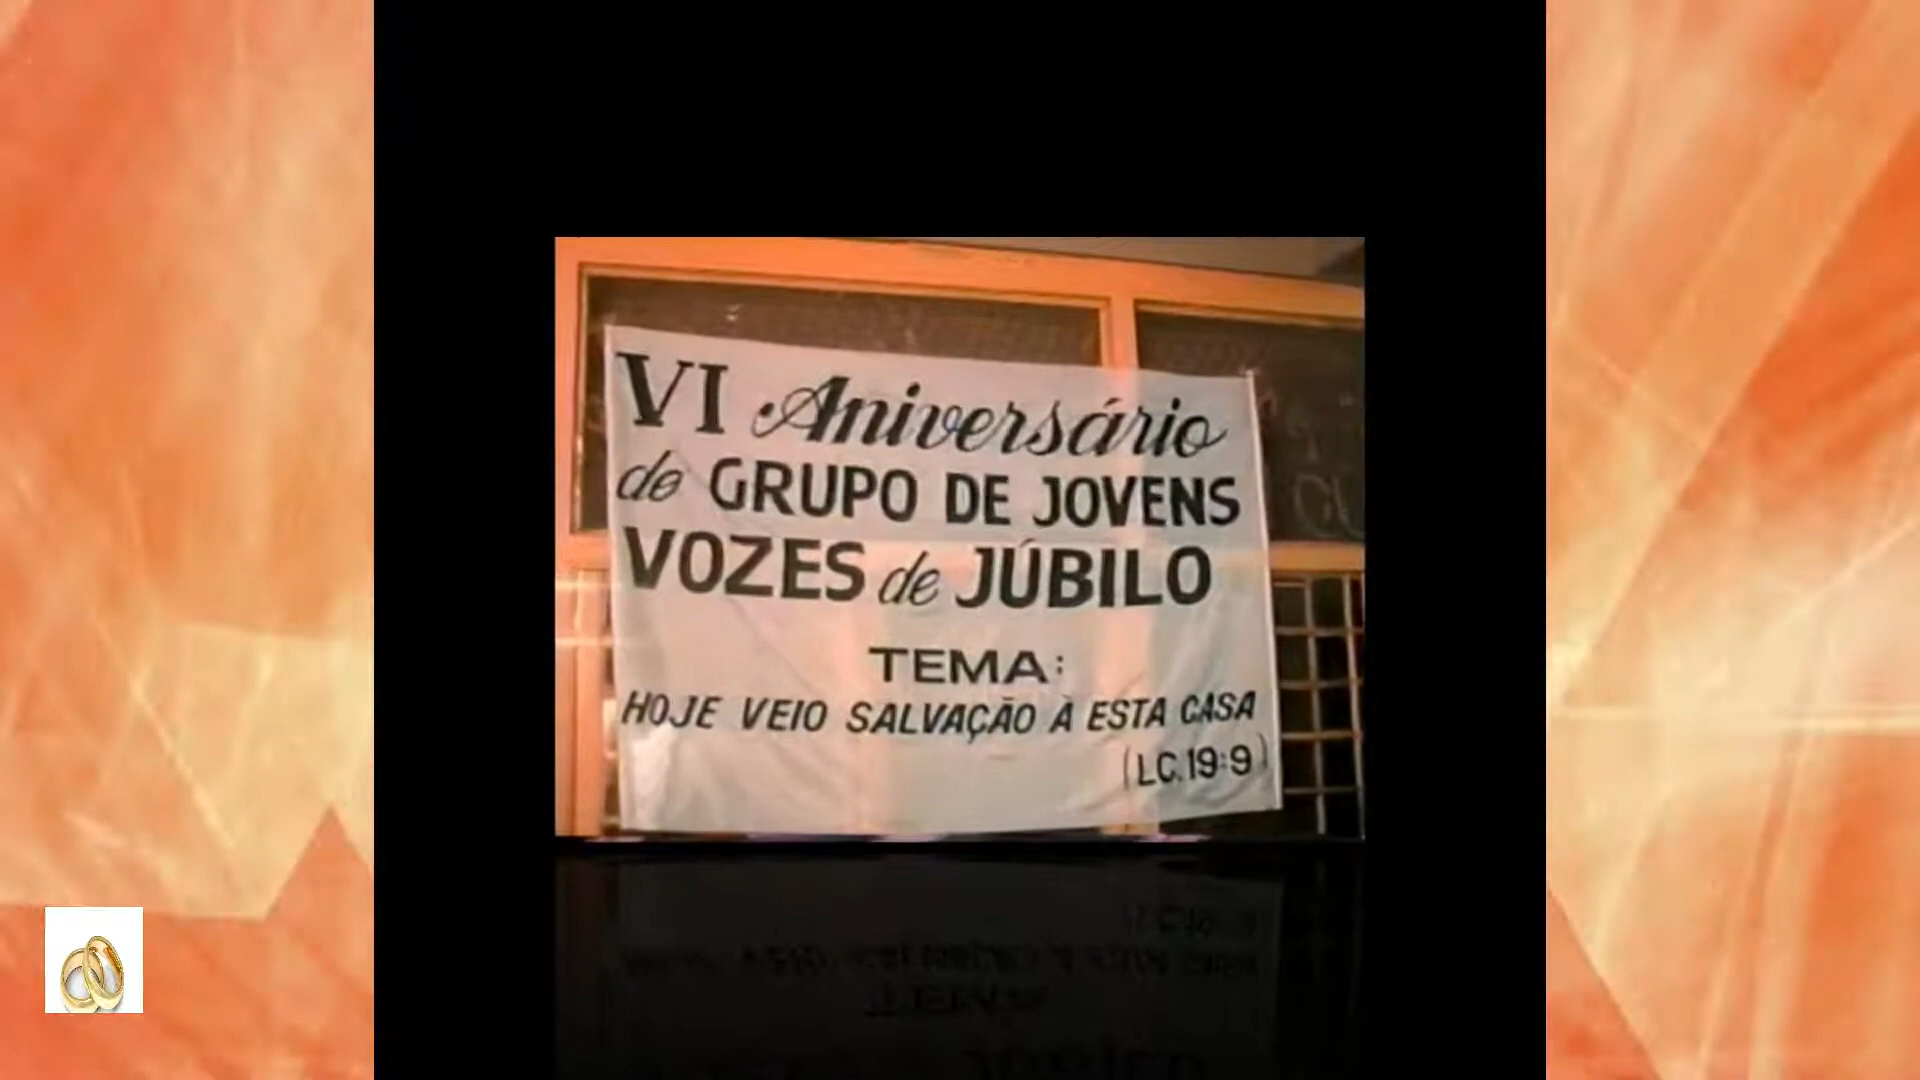 VI Aniversário
do GRUPO DE JOVENS
VOZES de JÚBILO
TEMA:
HOJE VEIO SALVAÇÃO À ESTA CASA
(LC. 19:9)